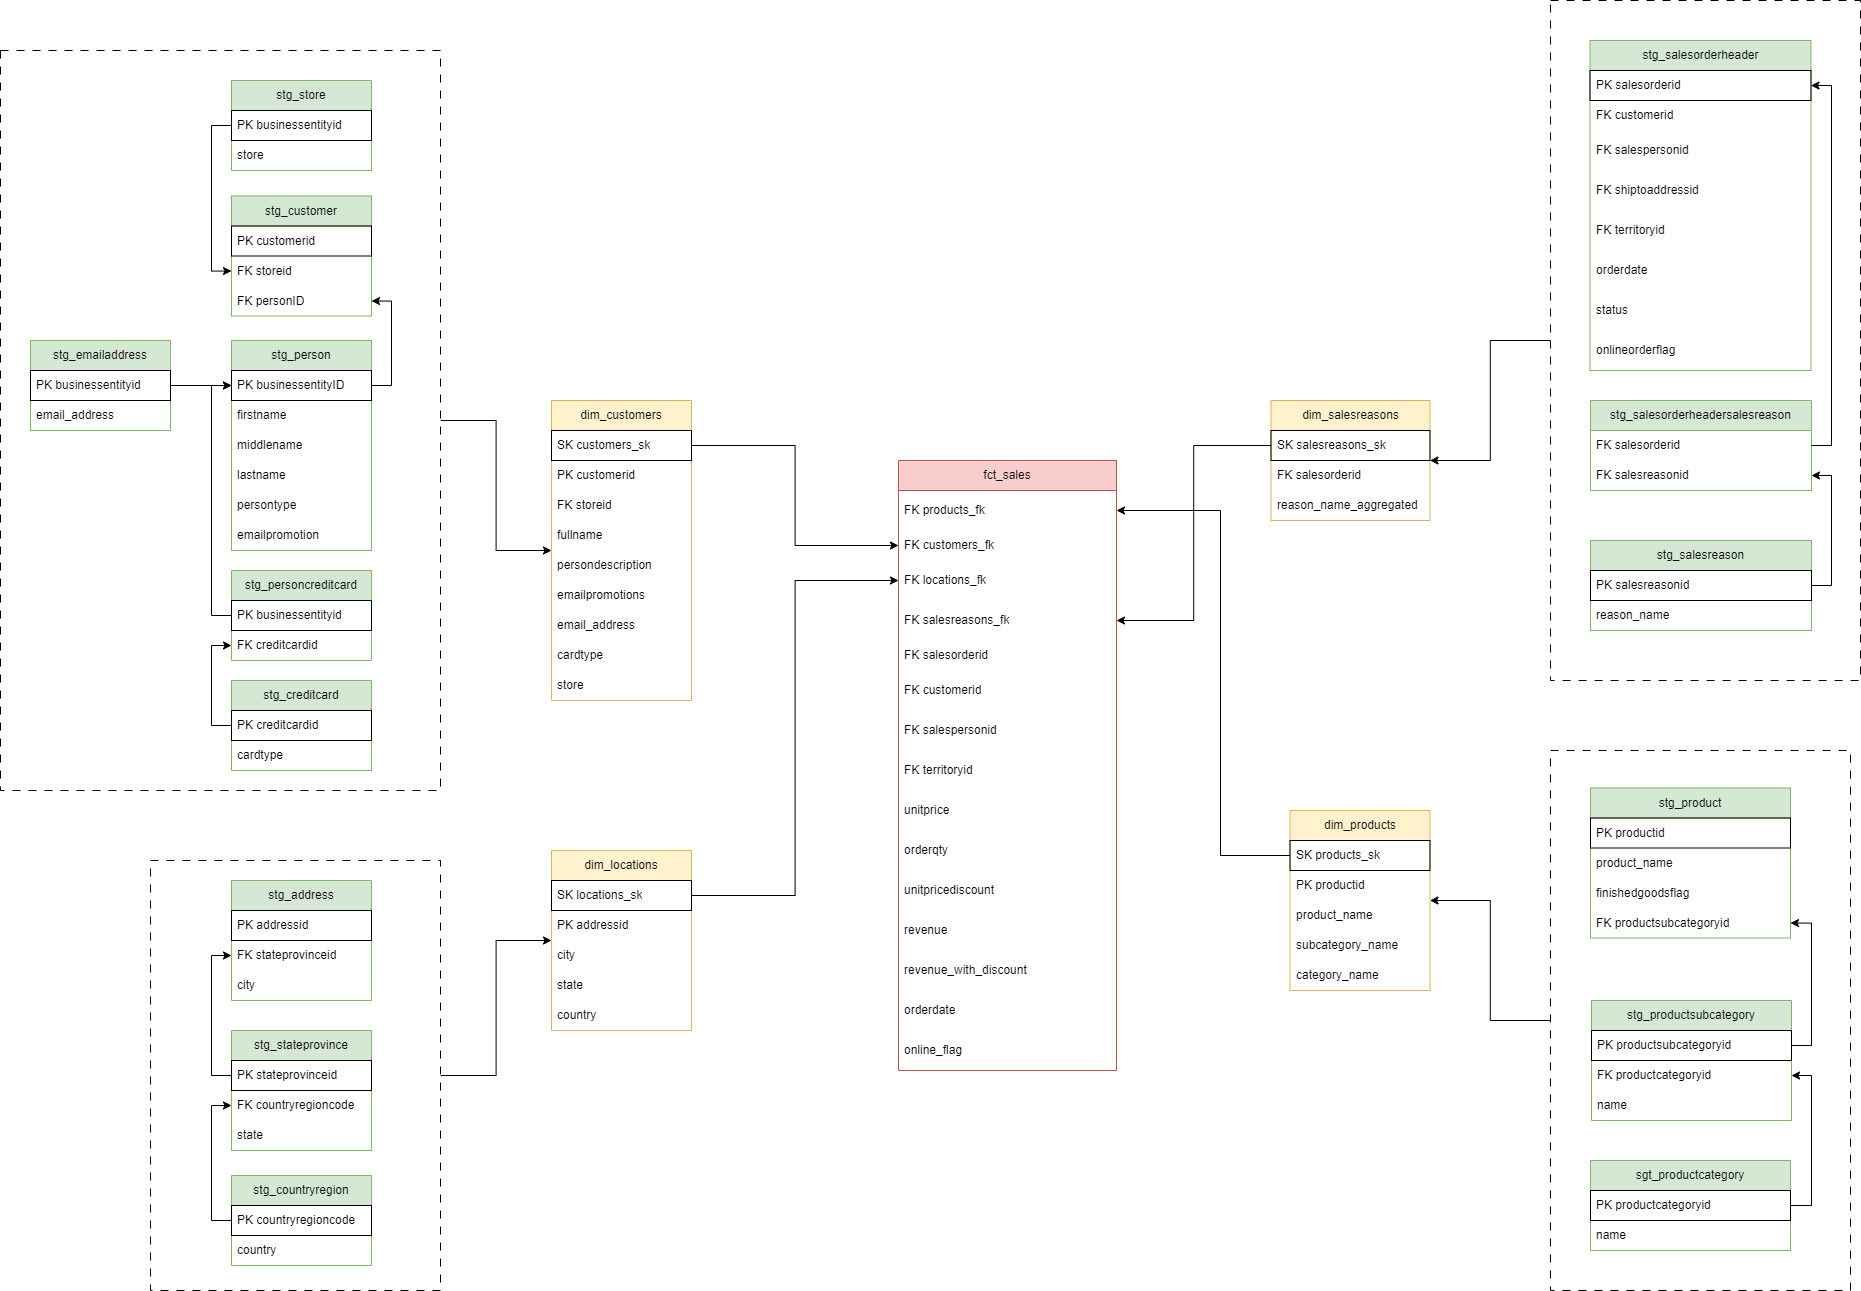 stg_store
PK businessentityid
store
stg_customer
PK customerid
FK storeid
FK personID
stg_emailaddress
PK businessentityid
email_address
stg_person
PK businessentityID
firstname
middlename
lastname
persontype
emailpromotion
stg_personcreditcard
PK businessentityid
FK creditcardid
stg_creditcard
PK creditcardid
cardtype
stg_address
PK addressid
FK stateprovinceid
city
stg_stateprovince
PK stateprovinceid
FK countryregioncode
state
stg_countryregion
PK countryregioncode
country
dim_customers
SK customers_sk
PK customerid
FK storeid
fullname
persondescription
emailpromotions
email_address
cardtype
store
dim_locations
SK locations_sk
PK addressid
city
state
country
fct_sales
FK products_fk
FK customers_fk
FK locations_fk
FK salesreasons_fk
FK salesorderid
FK customerid
FK salespersonid
FK territoryid
unitprice
orderqty
unitpricediscount
revenue
revenue_with_discount
orderdate
online_flag
dim_salesreasons
SK salesreasons_sk
FK salesorderid
reason_name_aggregated
dim_products
SK products_sk
PK productid
product_name
subcategory_name
category_name
stg_salesorderheader
PK salesorderid
FK customerid
FK salespersonid
FK shiptoaddressid
FK territoryid
orderdate
status
onlineorderflag
stg_salesorderheadersalesreason
FK salesorderid
FK salesreasonid
stg_salesreason
PK salesreasonid
reason_name
stg_product
PK productid
product_name
finishedgoodsflag
FK productsubcategoryid
stg_productsubcategory
PK productsubcategoryid
FK productcategoryid
name
sgt_productcategory
PK productcategoryid
name